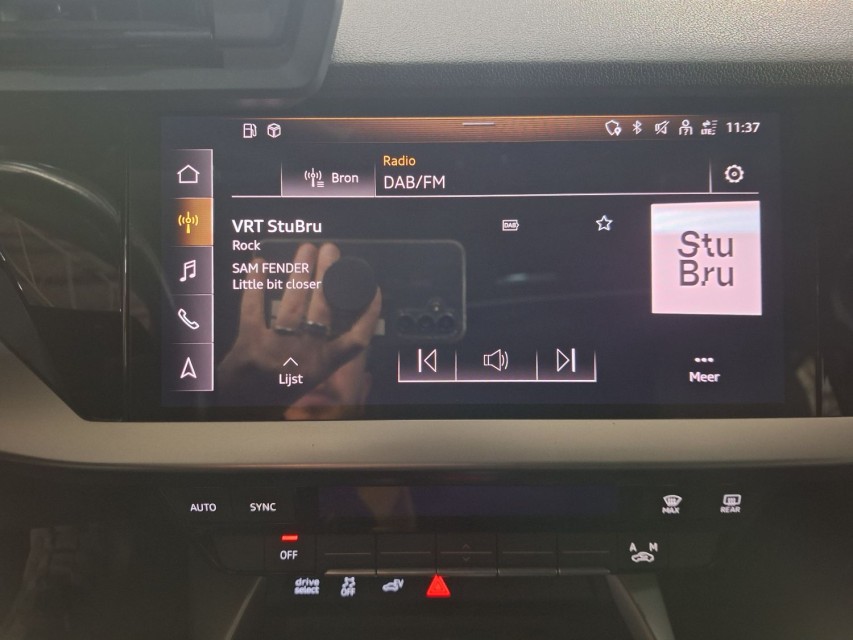 LTE
11:37
Radio
Bron
DAB/FM
VRT StuBru
DAB
Rock
SAM FENDER
Little bit closer
Stu
Bru
Lijst
Meer
AUTO
SYNC
MAX
REAR
OFF
A M
drive
select
OFF